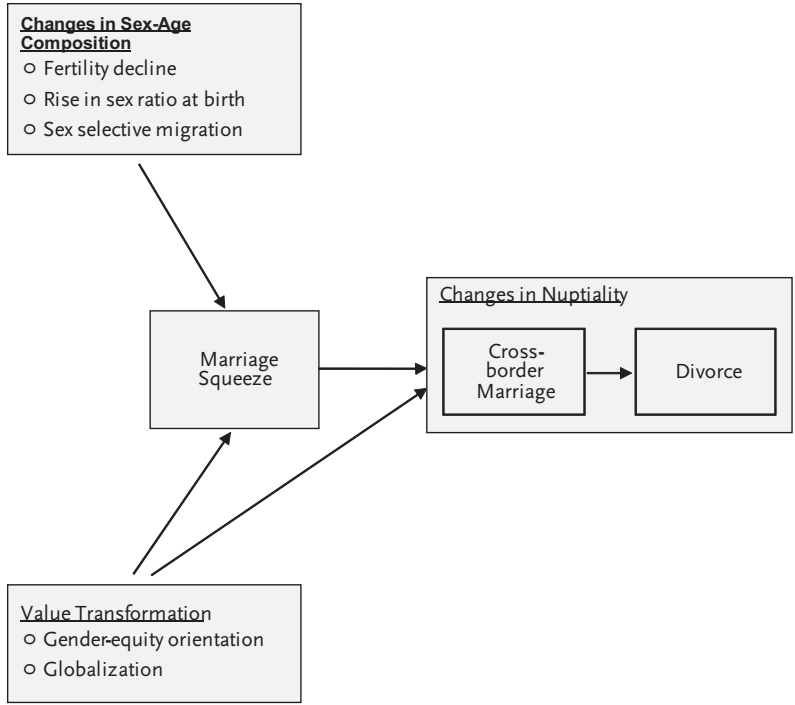 Changes in Sex-Age
Composition
Fertility decline
Rise in sex ratio at birth
Sex selective migration
Marriage
Squeeze
Changes in Nuptiality
Cross-
border
Marriage
Divorce
Value Transformation
Gender-equity orientation
Globalization